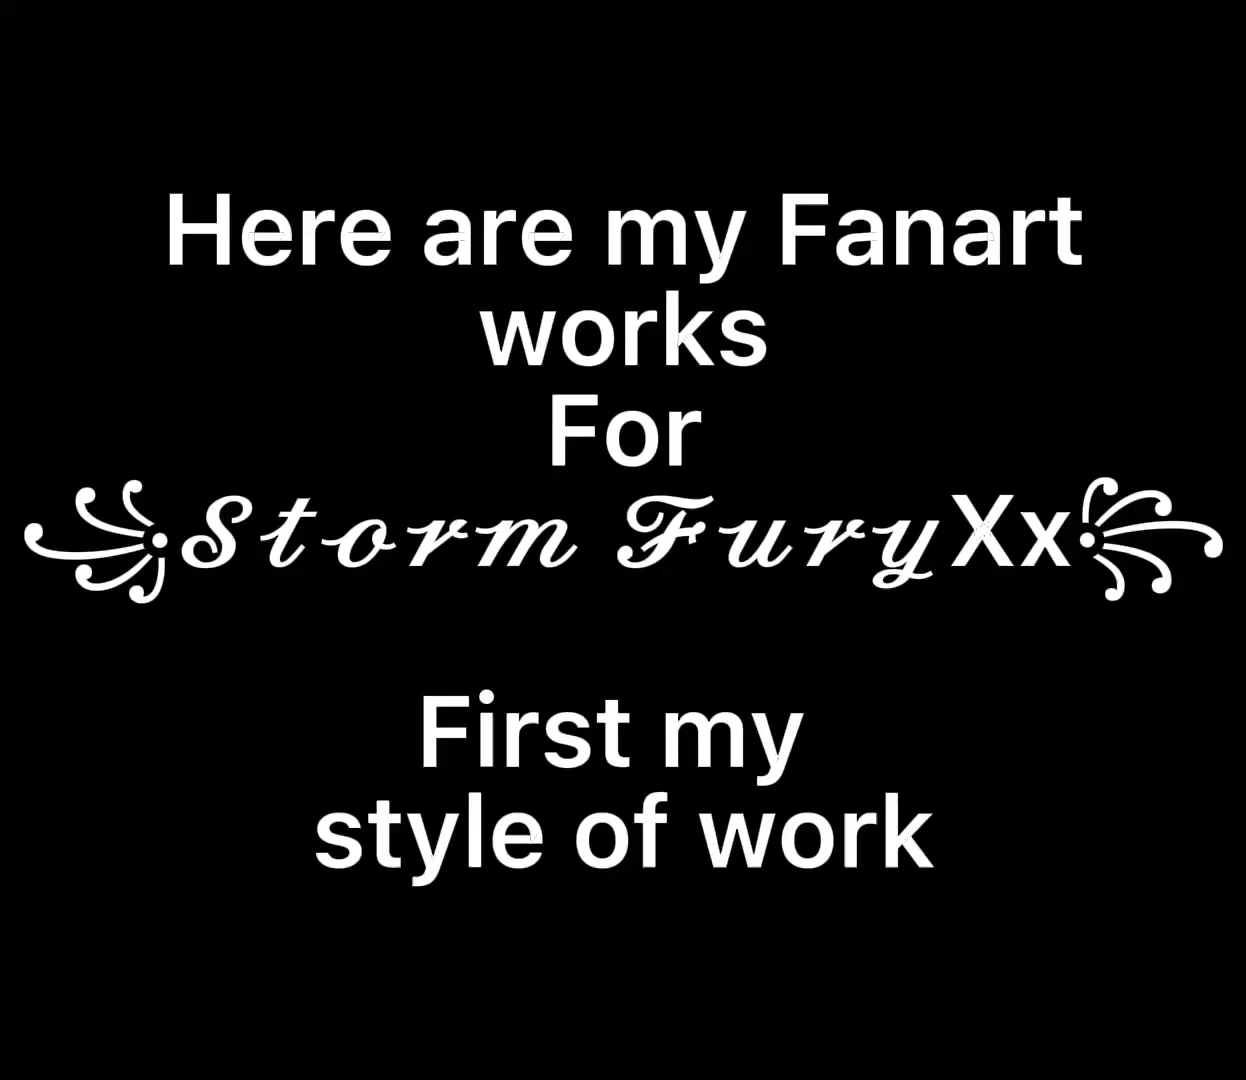 Here are my Fanart
works
For
꧁𝓢𝓽𝓸𝓻𝓶 𝓕𝓾𝓻𝔂Xx꧂
First my
style of work